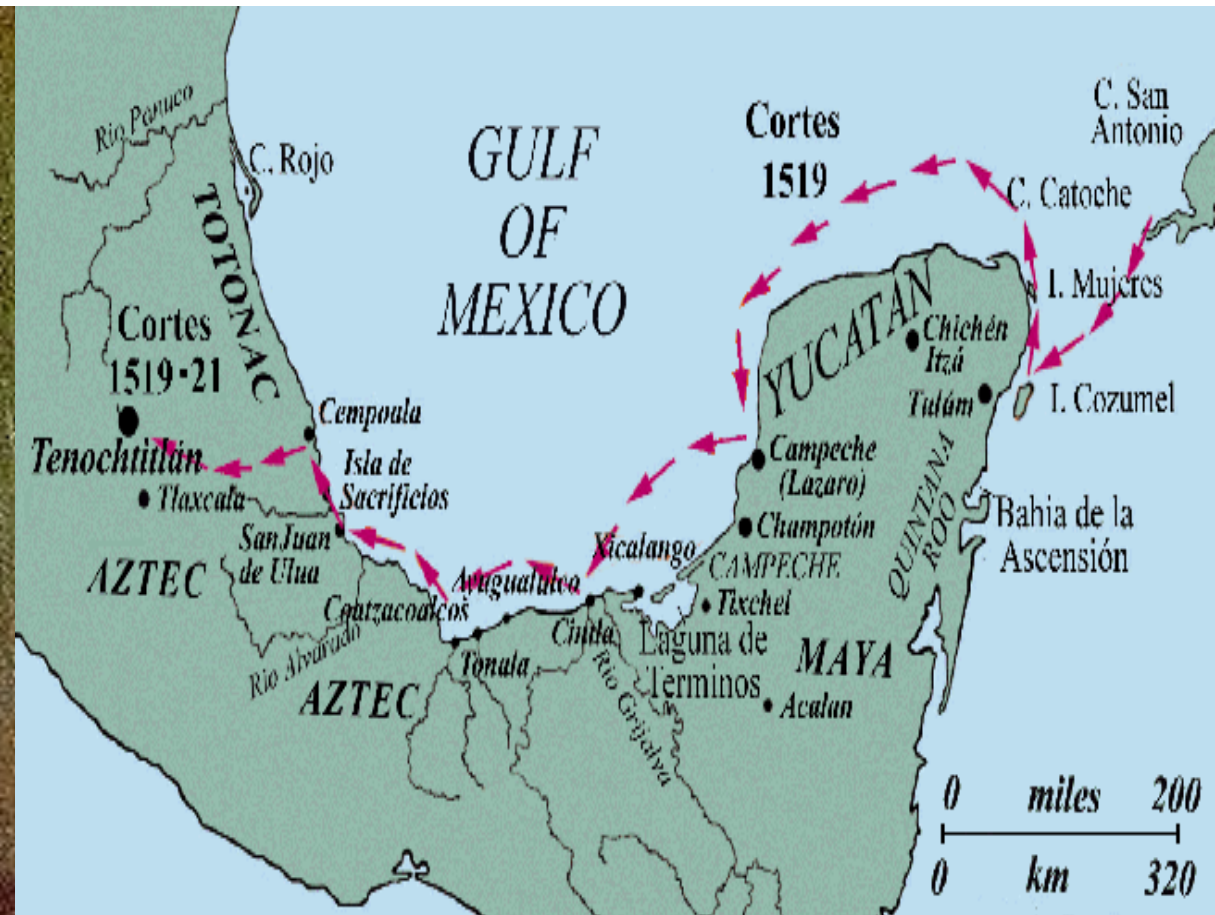 Rio Panuco
C. Rojo
GULF
OF
MEXICO
Cortes
1519
C. San
Antonio
C. Catoche
I. Mujeres
I. Cozumel
TOTONAC
Cortes
1519-21
Tenochtitlán
Tlaxcala
Cempoala
Isla de
Sacrificios
San Juan
de Ulua
AZTEC
Rio Alvarado
AZTEC
Coatzacoalcos
Tonala
Cintla
Xicalango
Rio Grijalva
YUCATAN
Chichén
Itzá
Tulúm
Campeche
(Lazaro)
Champotón
CAMPECHE
Tixchel
Laguna de
Terminos
Acalan
MAYA
QUINTANA
ROO
Bahia de la
Ascensión
0 miles 200
0 km 320